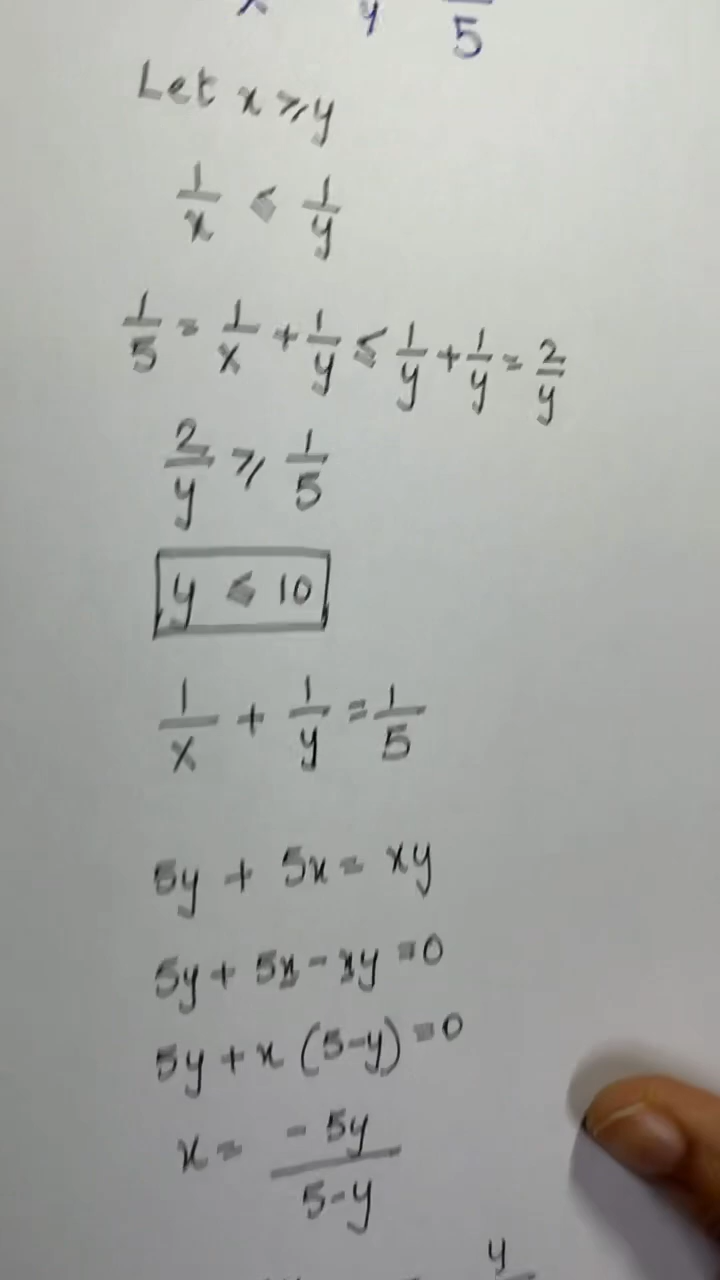 x y 5
Let x ≥ y
1/x ≤ 1/y
1/5 = 1/x + 1/y ≤ 1/y + 1/y = 2/y
2/y ≥ 1/5
y ≤ 10
1/x + 1/y = 1/5
5y + 5x = xy
5y + 5x - xy = 0
5y + x (5-y) = 0
x = -5y/5-y
y